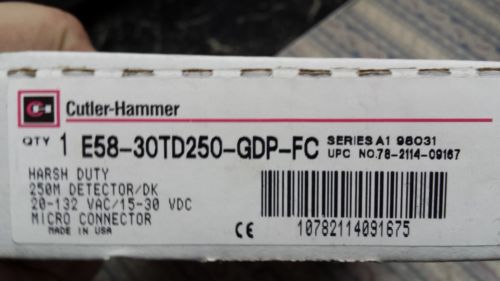 Cutler-Hammer
QTY 1 E58-30TD250-GDP-FC SERIES A1 98031
UPC NO.78-2114-09167
HARSH DUTY
250M DETECTOR/DK
20-132 VAC/15-30 VDC
MICRO CONNECTOR
MADE IN USA
CE
10782114091675